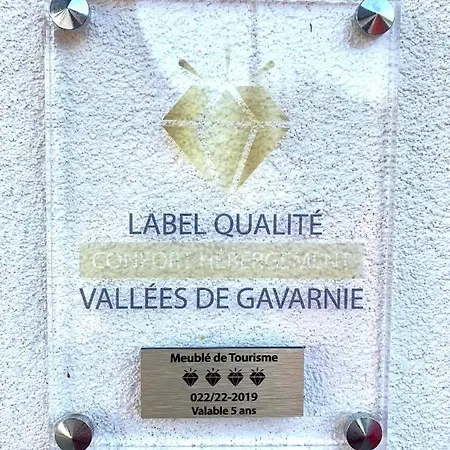 LABEL QUALITÉ
CONFORT HÉBERGEMENT
VALLÉES DE GAVARNIE
Meublé de Tourisme
022/22-2019
Valable 5 ans